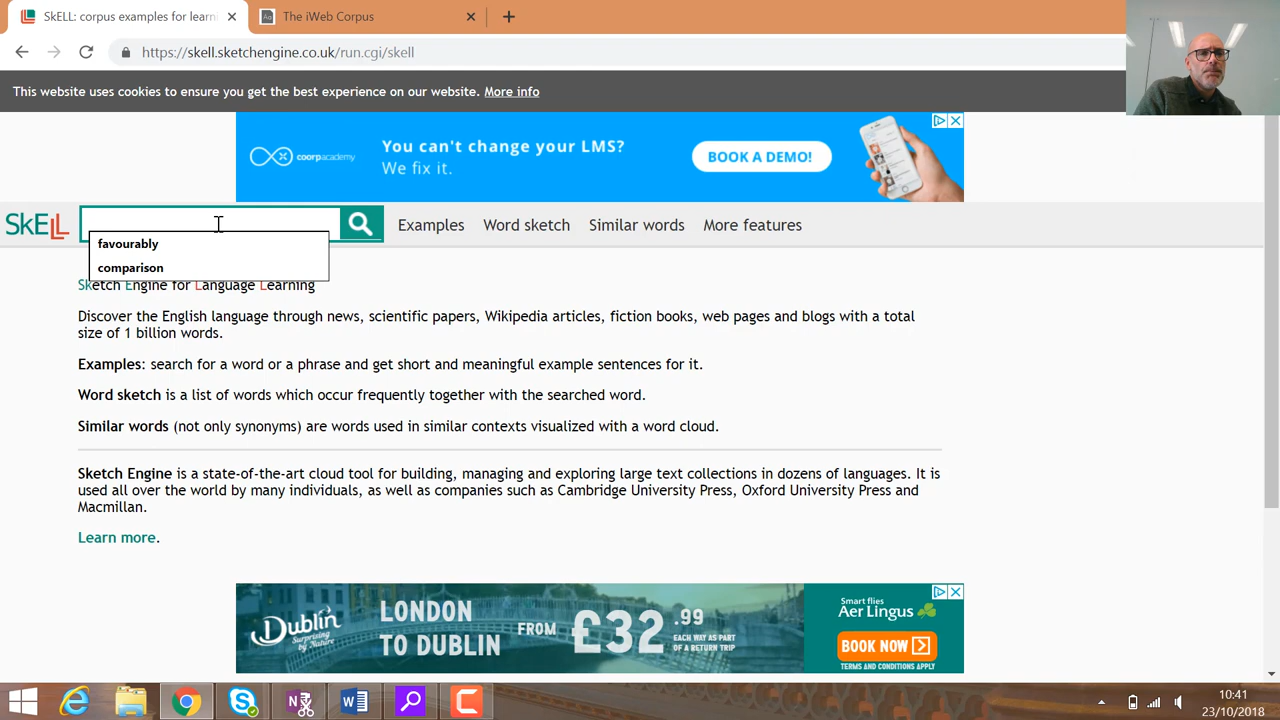 SkELL: corpus examples for learni
The iWeb Corpus
https://skell.sketchengine.co.uk/run.cgi/skell
This website uses cookies to ensure you get the best experience on our website. More info
coorpacademy
You can't change your LMS?
We fix it.
BOOK A DEMO!
SkELL
Examples
Word sketch
Similar words
More features
favourably
comparison
Sketch Engine for Language Learning
Discover the English language through news, scientific papers, Wikipedia articles, fiction books, web pages and blogs with a total
size of 1 billion words.
Examples: search for a word or a phrase and get short and meaningful example sentences for it.
Word sketch is a list of words which occur frequently together with the searched word.
Similar words (not only synonyms) are words used in similar contexts visualized with a word cloud.
Sketch Engine is a state-of-the-art cloud tool for building, managing and exploring large text collections in dozens of languages. It is
used all over the world by many individuals, as well as companies such as Cambridge University Press, Oxford University Press and
Macmillan.
Learn more.
Dublin
Surprising
by Nature
LONDON
TO DUBLIN
FROM
£32.99
EACH WAY AS PART
OF A RETURN TRIP
Smart flies
Aer Lingus
BOOK NOW
TERMS AND CONDITIONS APPLY
10:41
23/10/2018